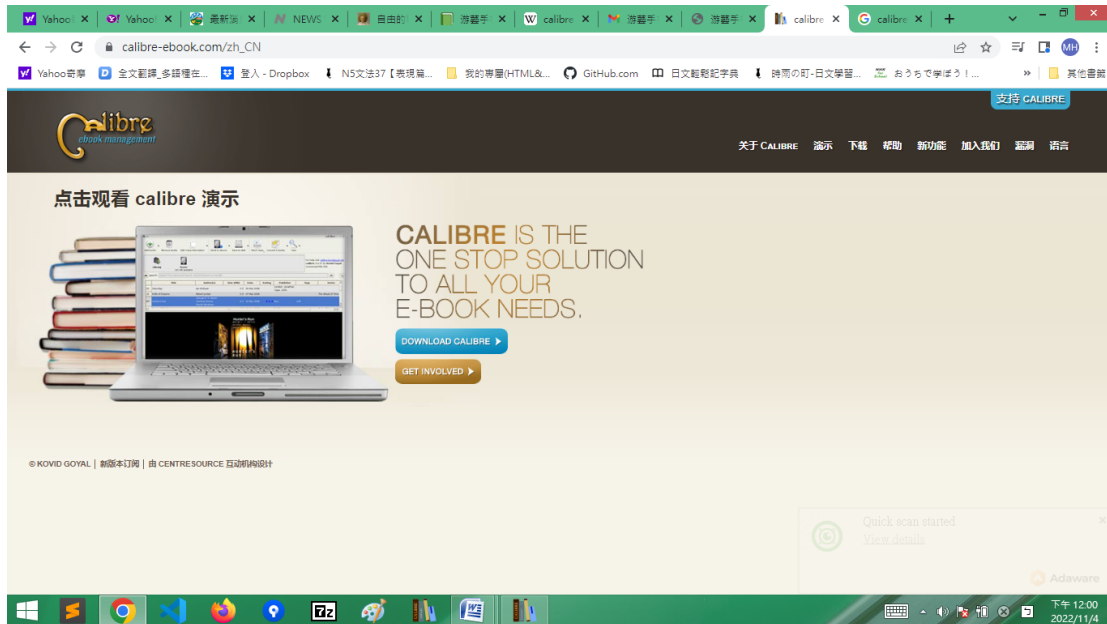 Yahoo
Yahoo
最新強
NEWS
自由的
游藝手
calibre
游藝手
游藝手
calibre
calibre
calibre-ebook.com/zh_CN
MH
Yahoo奇摩
全文翻譯_多語種在...
登入 - Dropbox
N5文法37【表現篇...
我的專屬(HTML&...
GitHub.com
日文輕鬆記字典
時雨の町-日文學習...
おうちで学ぼう！...
»
其他書籤
支持 CALIBRE
calibre
ebook management
关于 CALIBRE 演示 下载 帮助 新功能 加入我们 漏洞 语言
点击观看 calibre 演示
CALIBRE IS THE
ONE STOP SOLUTION
TO ALL YOUR
E-BOOK NEEDS.
DOWNLOAD CALIBRE
GET INVOLVED
© KOVID GOYAL | 新版本订阅 | 由 CENTRESOURCE 互动机构设计
Quick scan started
View details
Adaware
7z
下午 12:00
2022/11/4